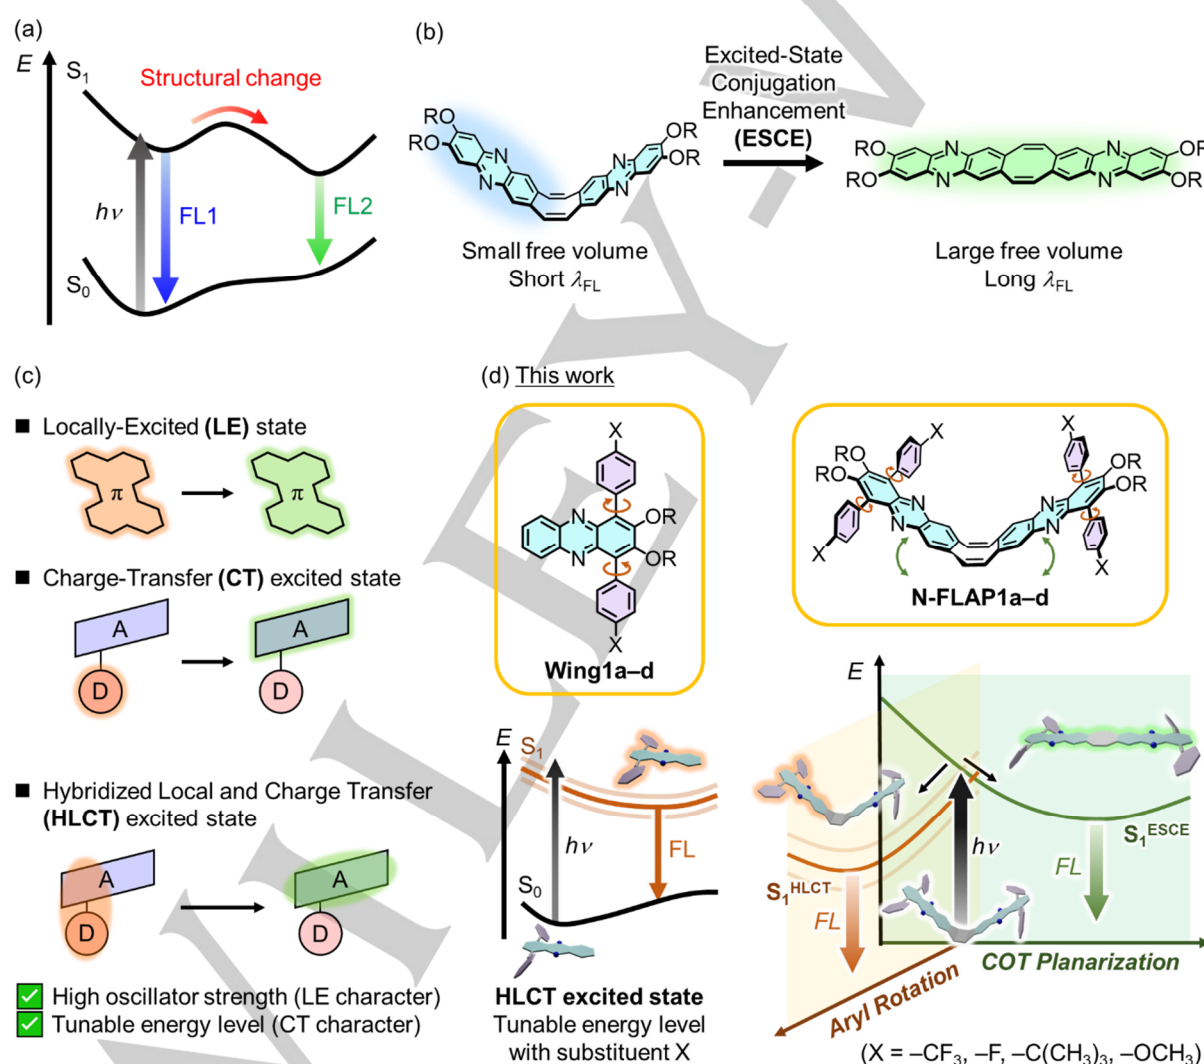 (a)
E
S1
Structural change
hν
FL1
FL2
S0
(b)
Excited-State
Conjugation
Enhancement
(ESCE)
RO
RO
N
N
N
N
OR
OR
Small free volume
Short λFL
RO
RO
N
N
N
N
OR
OR
Large free volume
Long λFL
(c)
■ Locally-Excited (LE) state
π
π
■ Charge-Transfer (CT) excited state
A
A
D
D
■ Hybridized Local and Charge Transfer
(HLCT) excited state
A
A
D
D
High oscillator strength (LE character)
Tunable energy level (CT character)
(d) This work
X
N
OR
N
OR
X
Wing1a–d
X
X
RO
RO
N
N
N
N
OR
OR
X
X
N-FLAP1a–d
E
S1
hν
FL
S0
HLCT excited state
Tunable energy level
with substituent X
E
S1ESCE
hν
FL
S1HLCT
FL
COT Planarization
Aryl Rotation
(X = –CF3, –F, –C(CH3)3, –OCH3)
WILEY-V